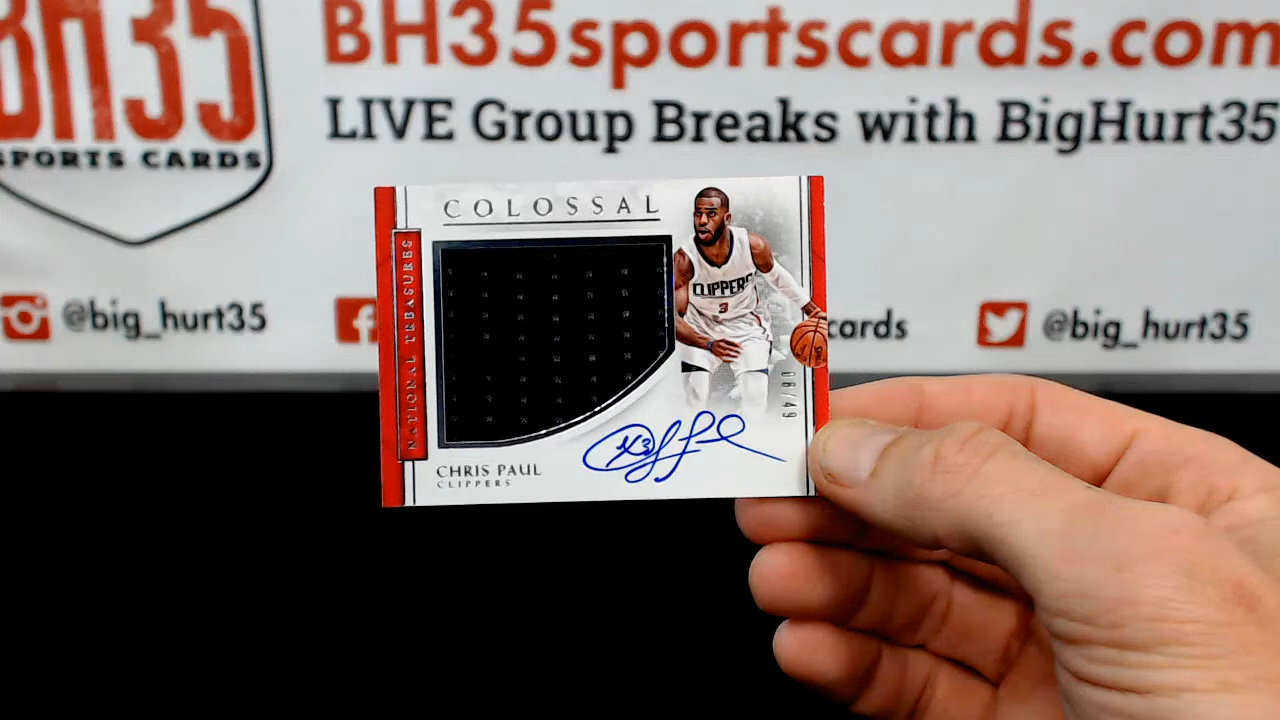 BH35
SPORTS CARDS
BH35sportscards.com
LIVE Group Breaks with BigHurt35
@big_hurt35
cards
@big_hurt35
COLOSSAL
NATIONAL TREASURES
CLIPPERS
3
08/49
CHRIS PAUL
CLIPPERS